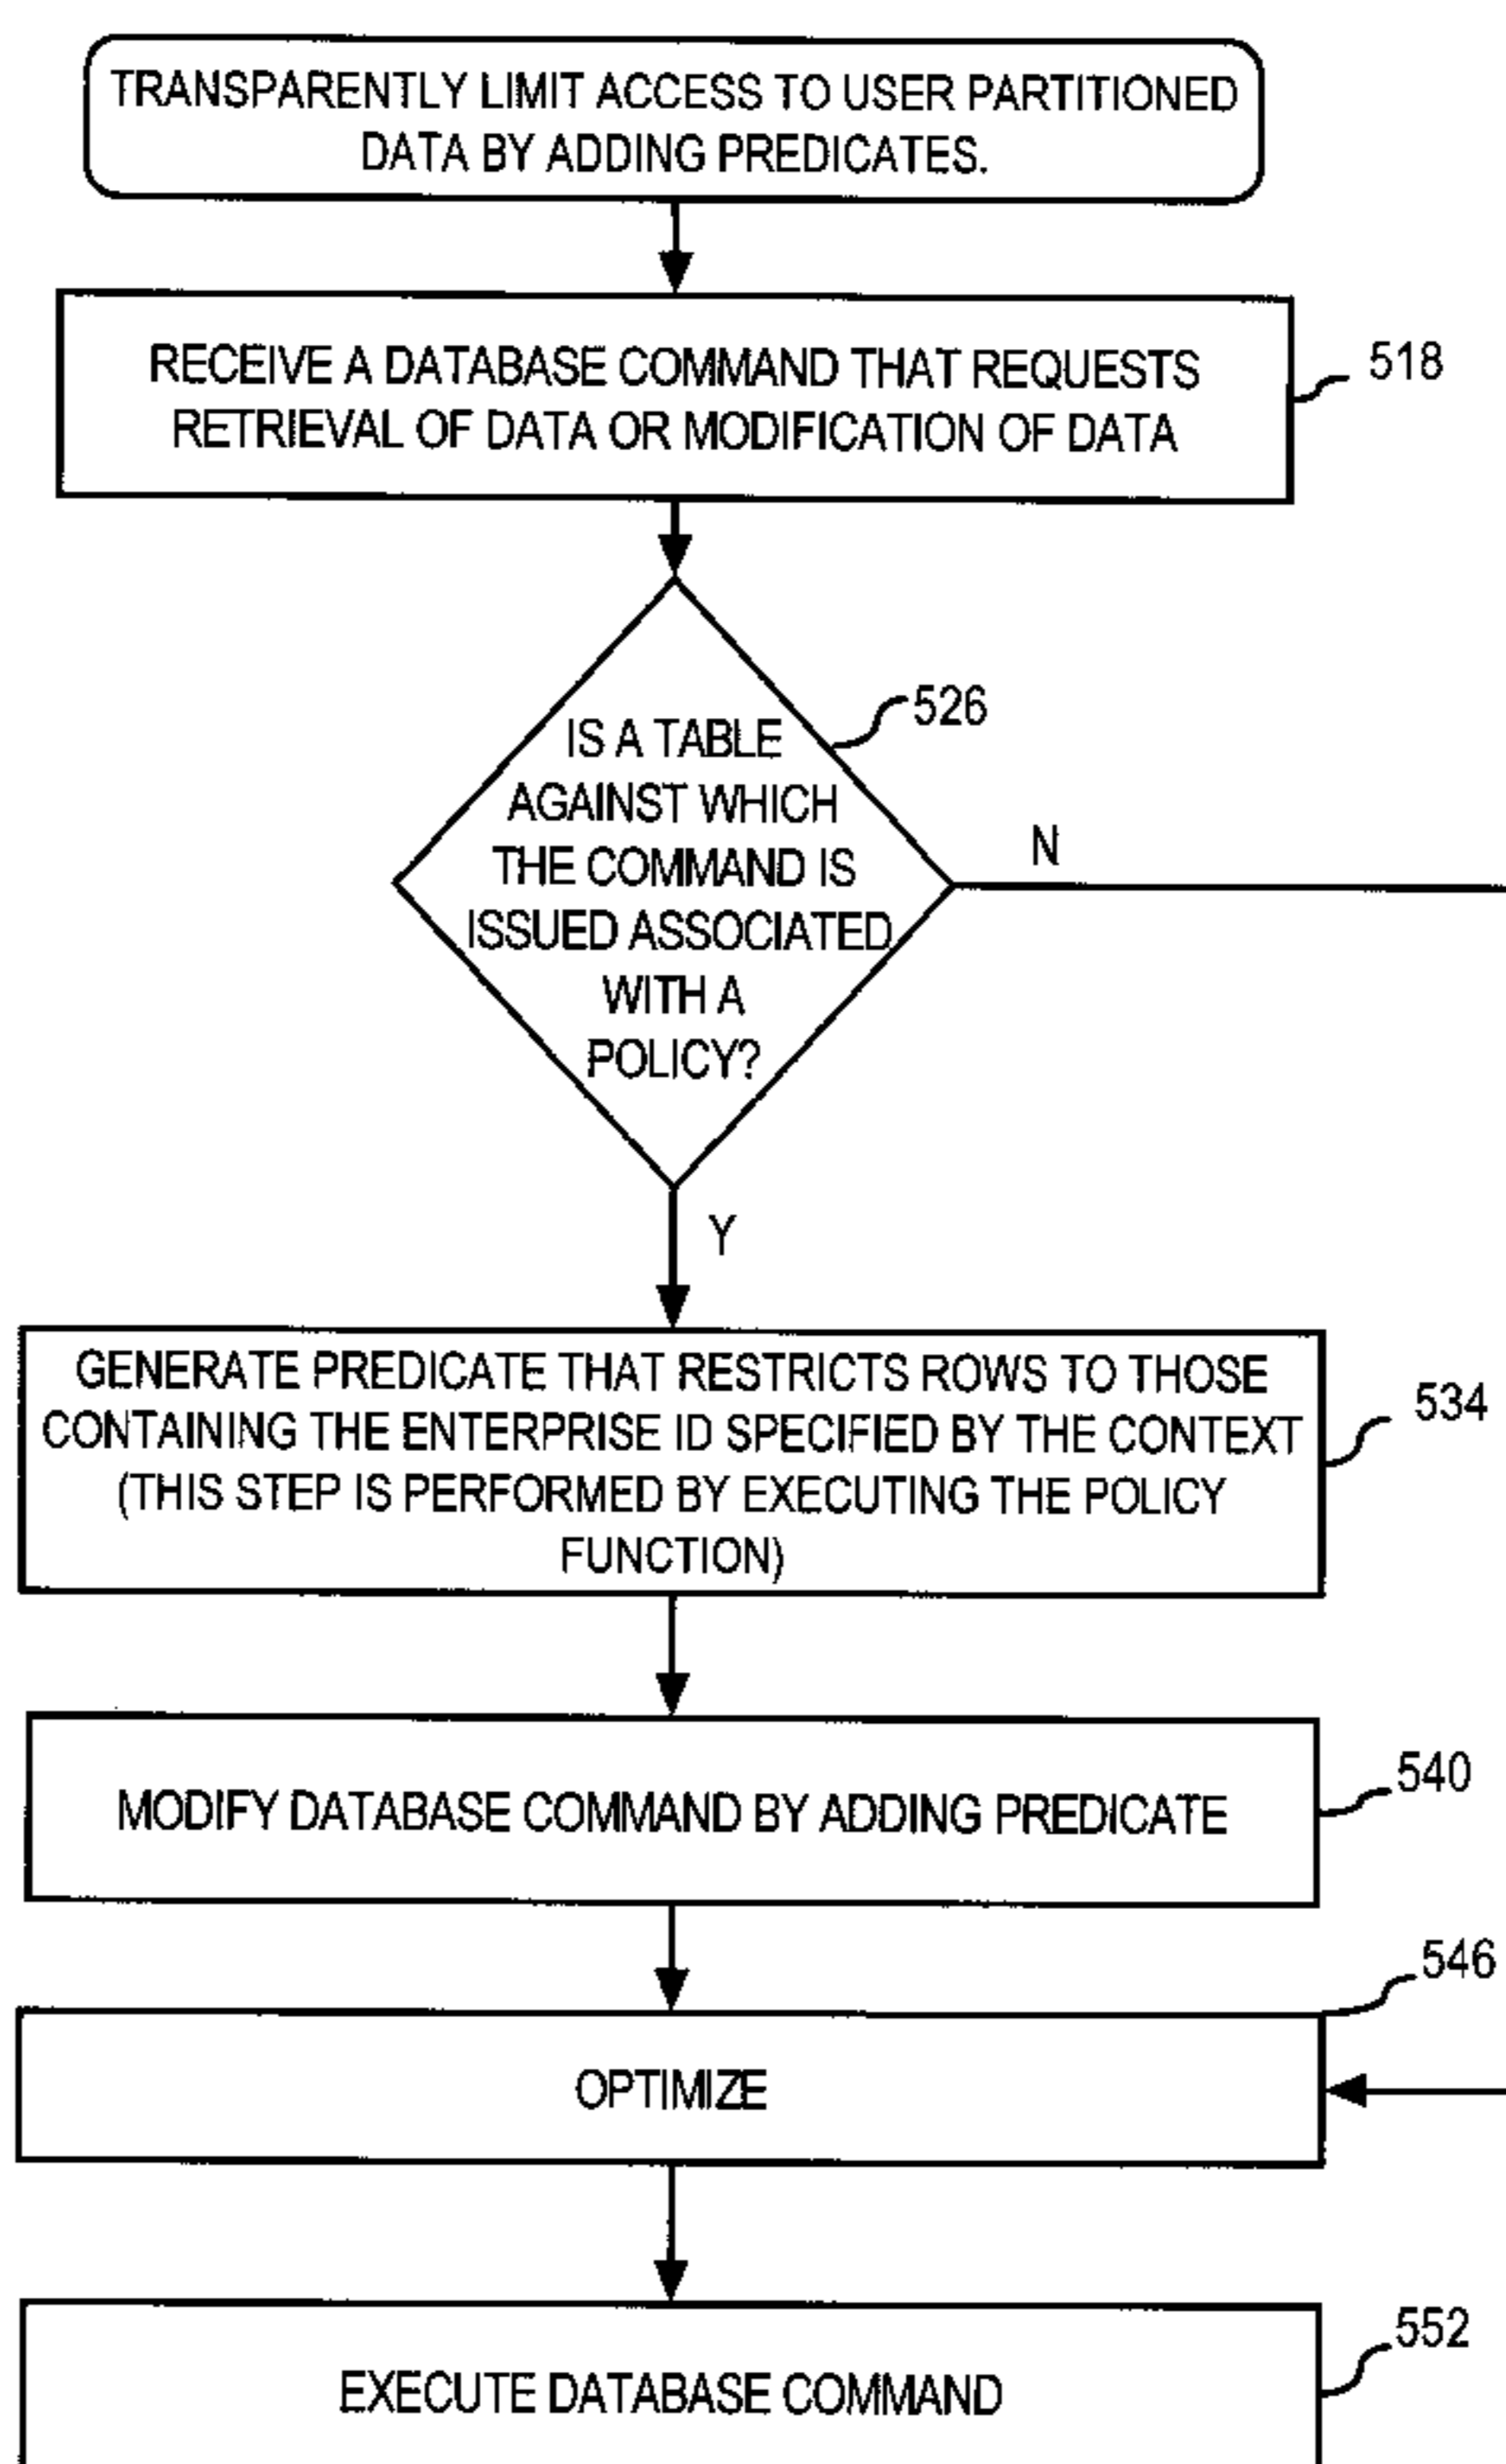 TRANSPARENTLY LIMIT ACCESS TO USER PARTITIONED
DATA BY ADDING PREDICATES.
RECEIVE A DATABASE COMMAND THAT REQUESTS
RETRIEVAL OF DATA OR MODIFICATION OF DATA
518
IS A TABLE
AGAINST WHICH
THE COMMAND IS
ISSUED ASSOCIATED
WITH A
POLICY?
526
N
Y
GENERATE PREDICATE THAT RESTRICTS ROWS TO THOSE
CONTAINING THE ENTERPRISE ID SPECIFIED BY THE CONTEXT
(THIS STEP IS PERFORMED BY EXECUTING THE POLICY
FUNCTION)
534
MODIFY DATABASE COMMAND BY ADDING PREDICATE
540
OPTIMIZE
546
EXECUTE DATABASE COMMAND
552